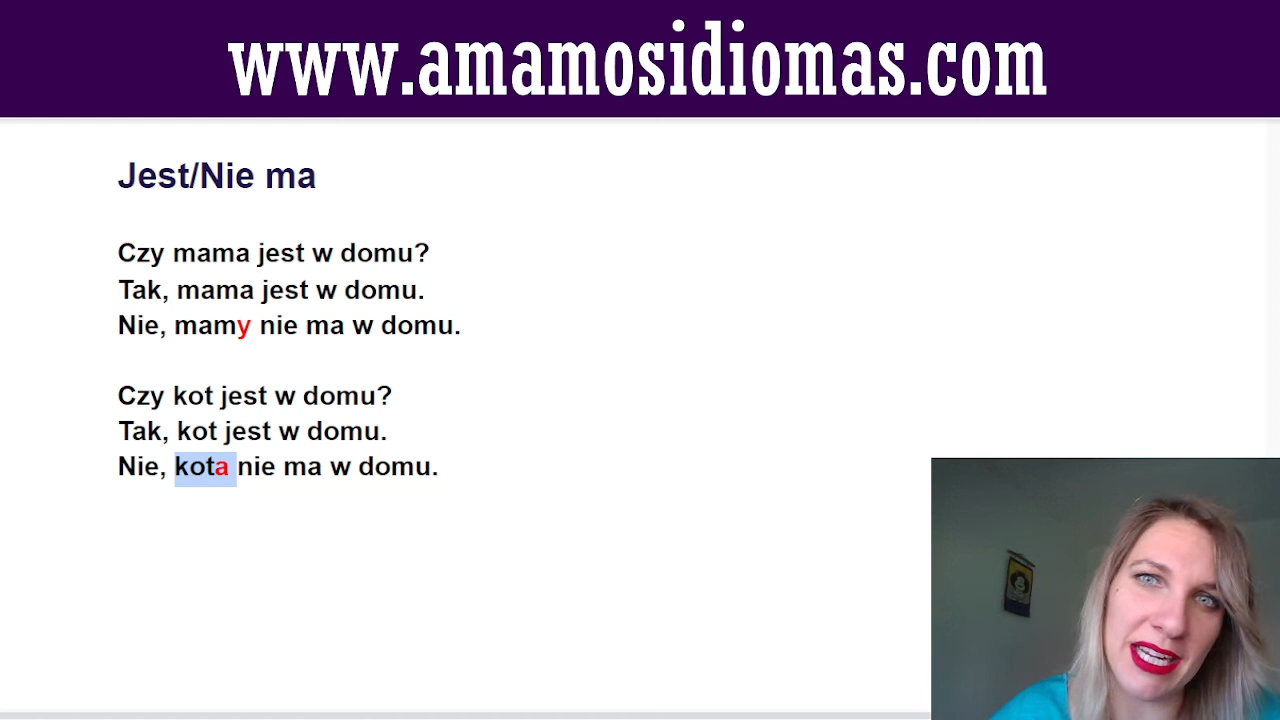 www.amamosidiomas.com
Jest/Nie ma
Czy mama jest w domu?
Tak, mama jest w domu.
Nie, mamy nie ma w domu.
Czy kot jest w domu?
Tak, kot jest w domu.
Nie, kota nie ma w domu.